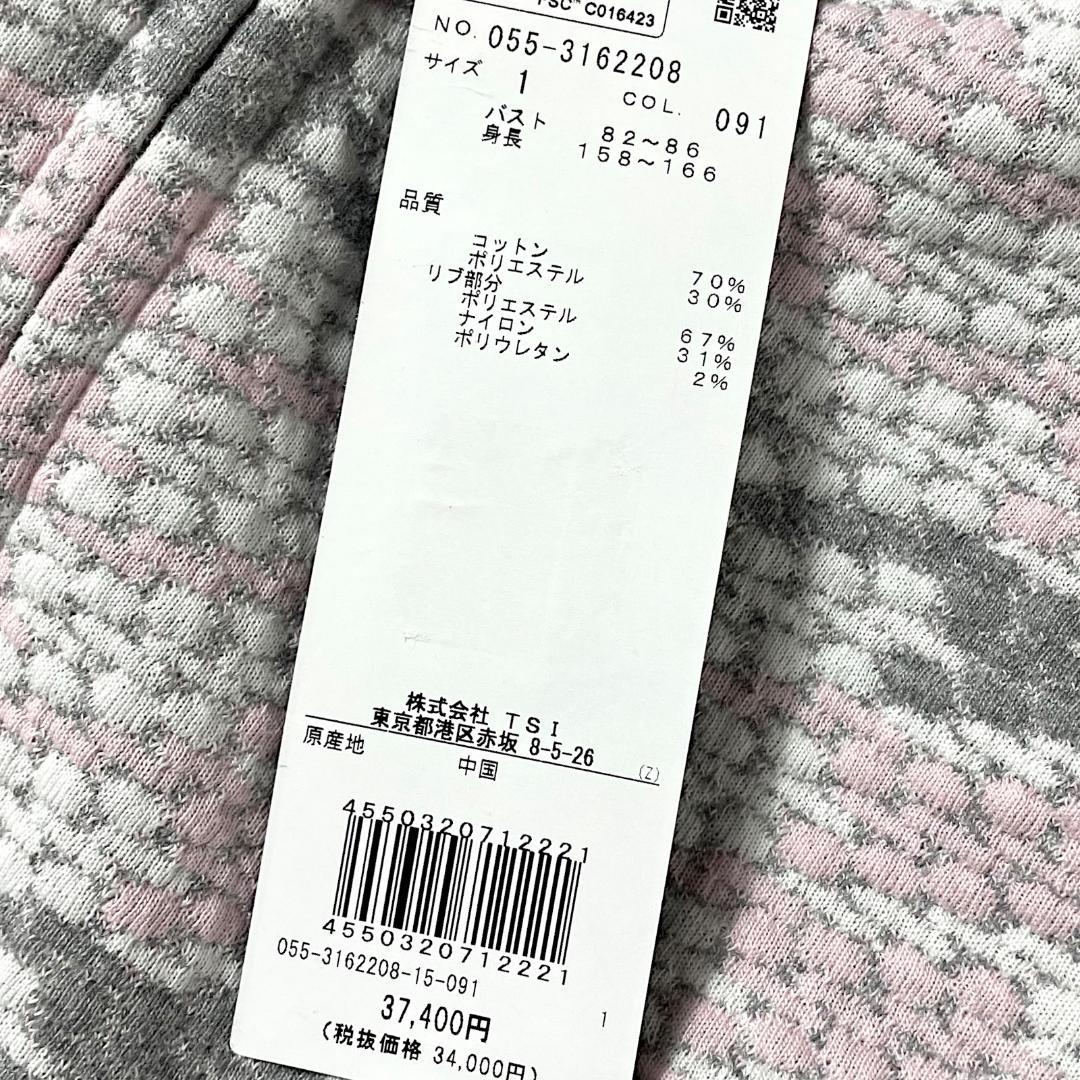 FSC™ C016423
NO. 055-3162208
サイズ 1 COL. 091
バスト 82～86
身長 158～166
品質
コットン 70%
ポリエステル 30%
リブ部分
ポリエステル 67%
ナイロン 31%
ポリウレタン 2%
株式会社 TSI
東京都港区赤坂 8-5-26
(Z)
原産地 中国
4550320712221
4550320712221
055-3162208-15-091
37,400円 1
(税抜価格 34,000円)